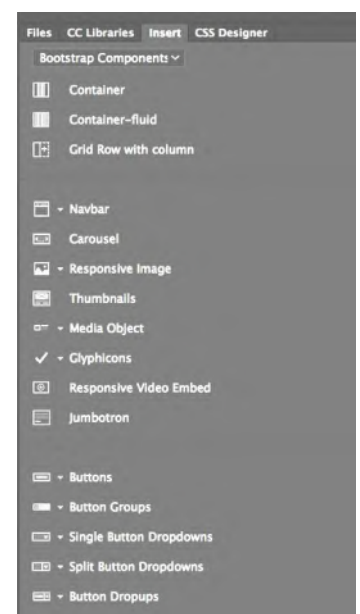 Files CC Libraries Insert CSS Designer
Bootstrap Components
Container
Container-fluid
Grid Row with column
Navbar
Carousel
Responsive Image
Thumbnails
Media Object
Glyphicons
Responsive Video Embed
Jumbotron
Buttons
Button Groups
Single Button Dropdowns
Split Button Dropdowns
Button Dropups